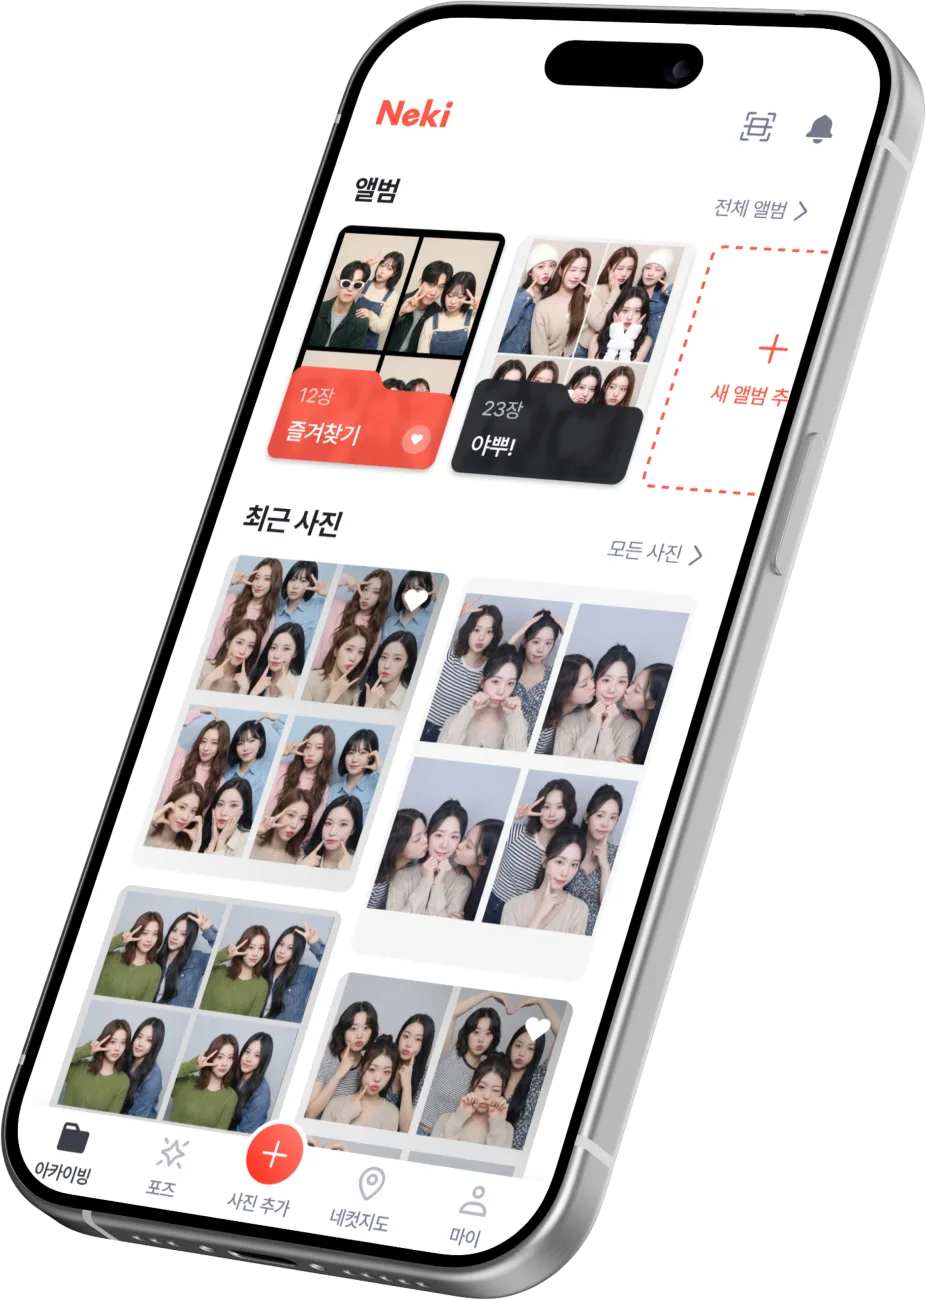 Neki
앨범
전체 앨범
12장
즐겨찾기
23장
야뿌!
새 앨범 추
최근 사진
모든 사진
아카이빙
포즈
사진 추가
네컷지도
마이